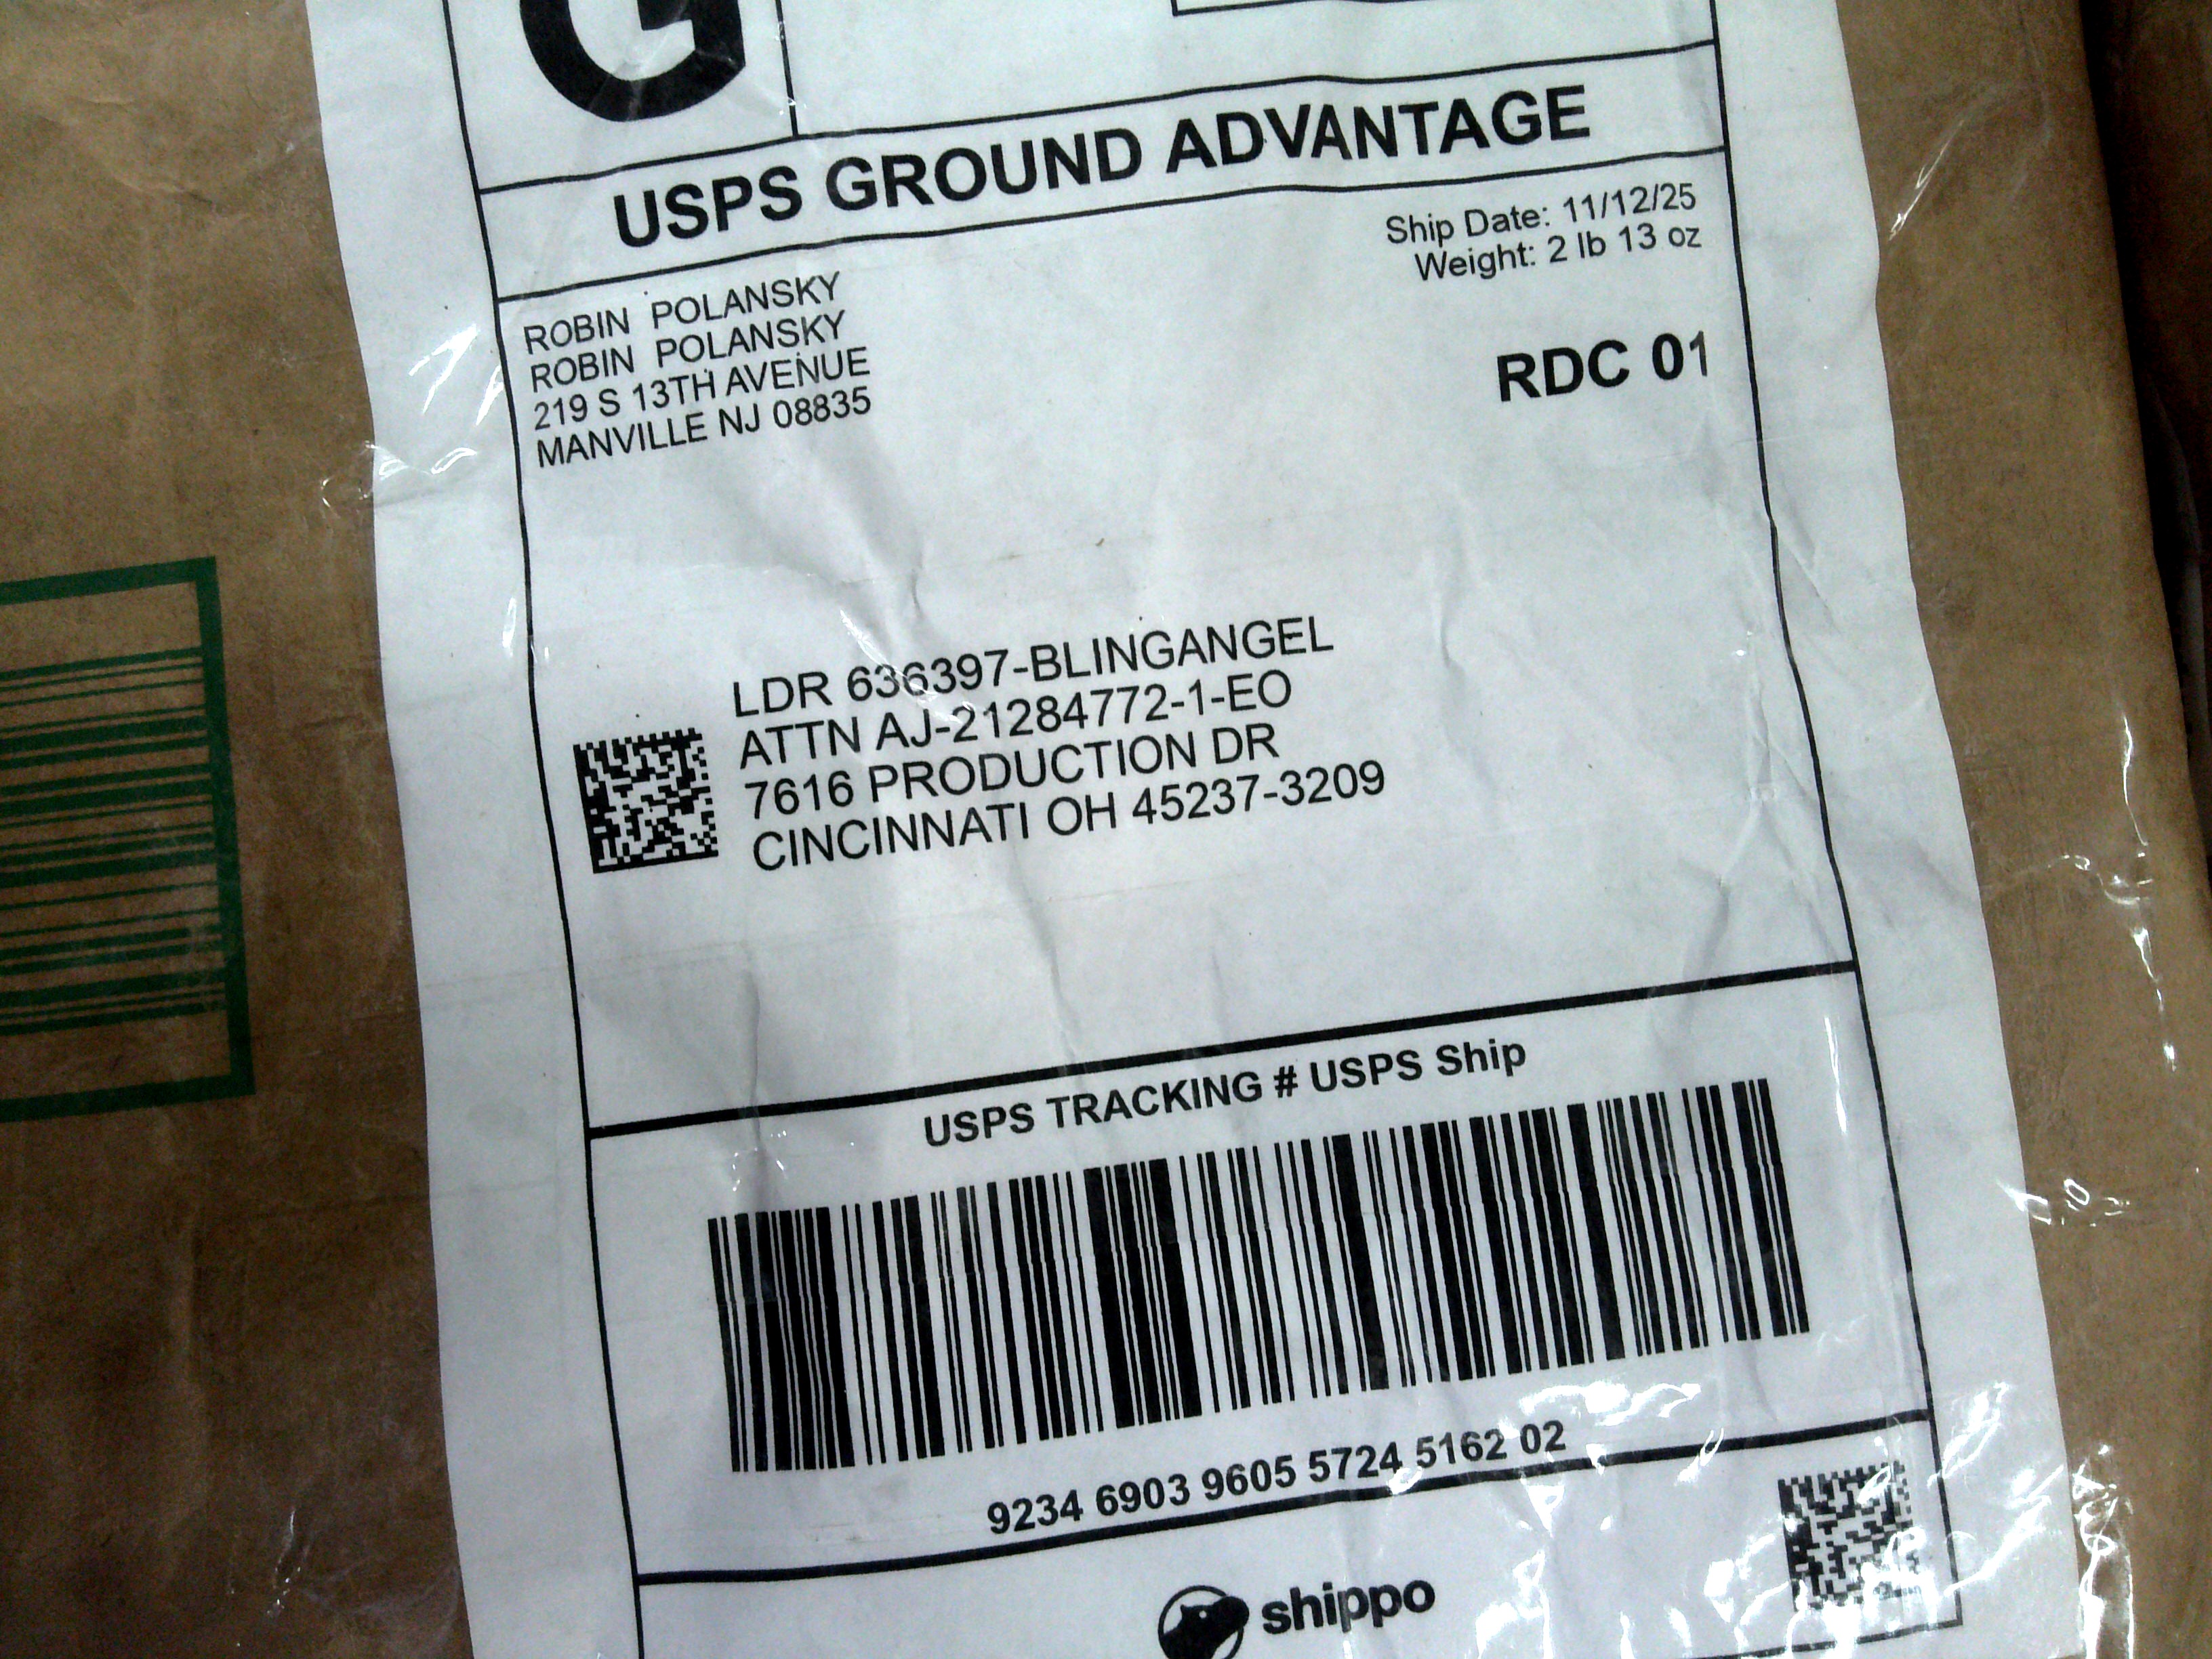 G
USPS GROUND ADVANTAGE
Ship Date: 11/12/25
Weight: 2 lb 13 oz
ROBIN POLANSKY
ROBIN POLANSKY
219 S 13TH AVENUE
MANVILLE NJ 08835
RDC 01
LDR 636397-BLINGANGEL
ATTN AJ-21284772-1-EO
7616 PRODUCTION DR
CINCINNATI OH 45237-3209
USPS TRACKING # USPS Ship
9234 6903 9605 5724 5162 02
shippo